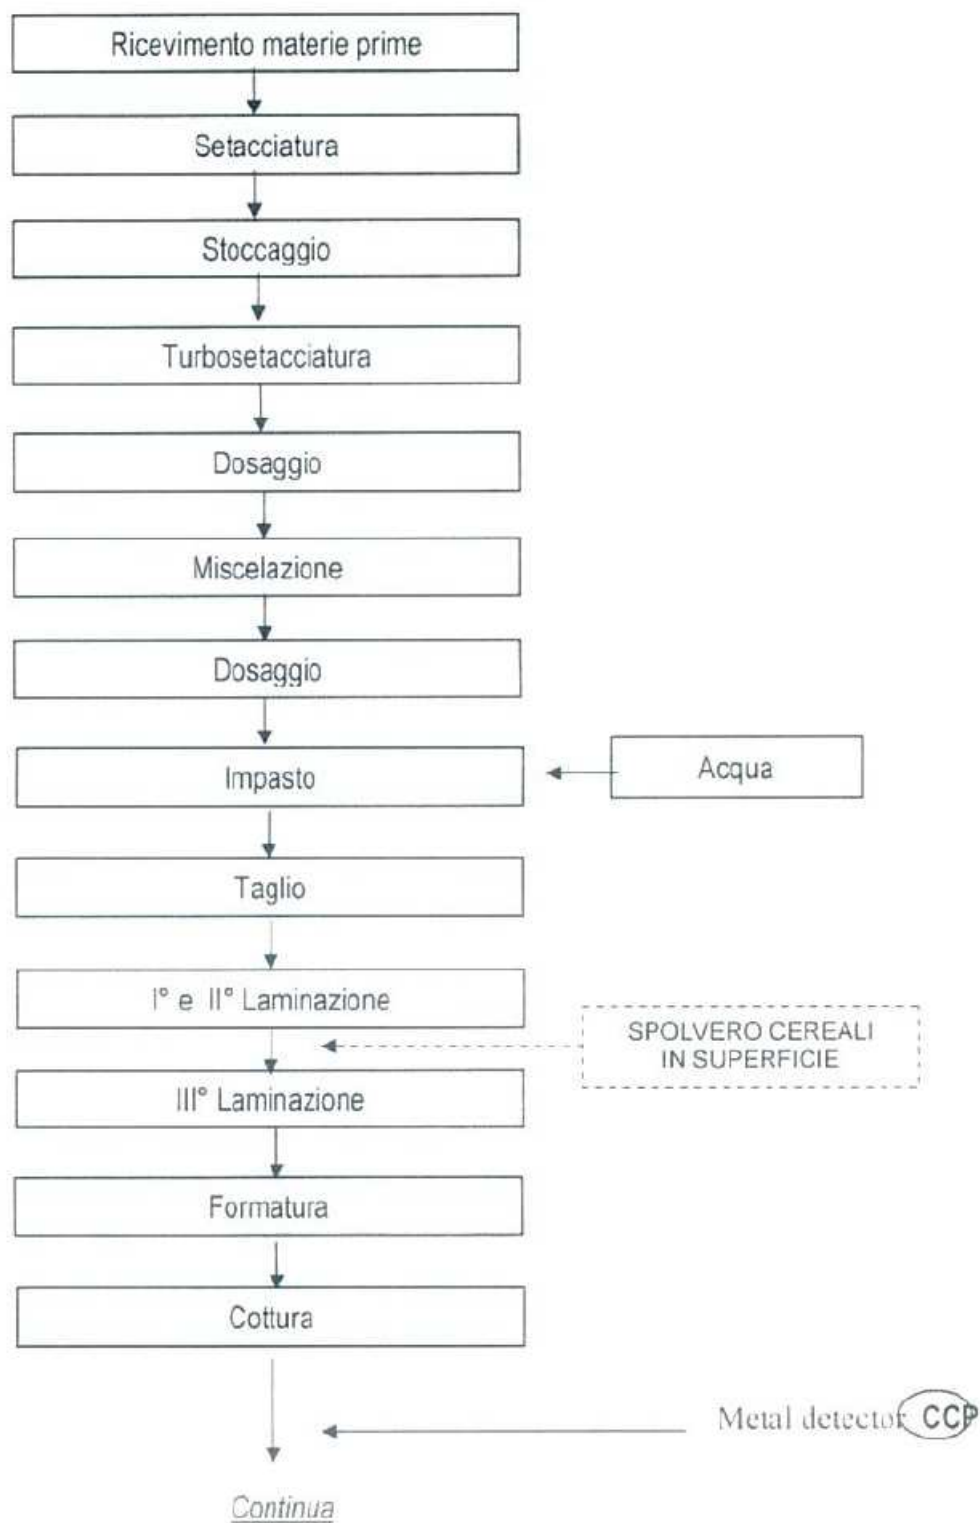 Ricevimento materie prime
Setacciatura
Stoccaggio
Turbosetacciatura
Dosaggio
Miscelazione
Dosaggio
Impasto
Acqua
Taglio
I° e II° Laminazione
SPOLVERO CEREALI
IN SUPERFICIE
III° Laminazione
Formatura
Cottura
Metal detector CCP
Continua